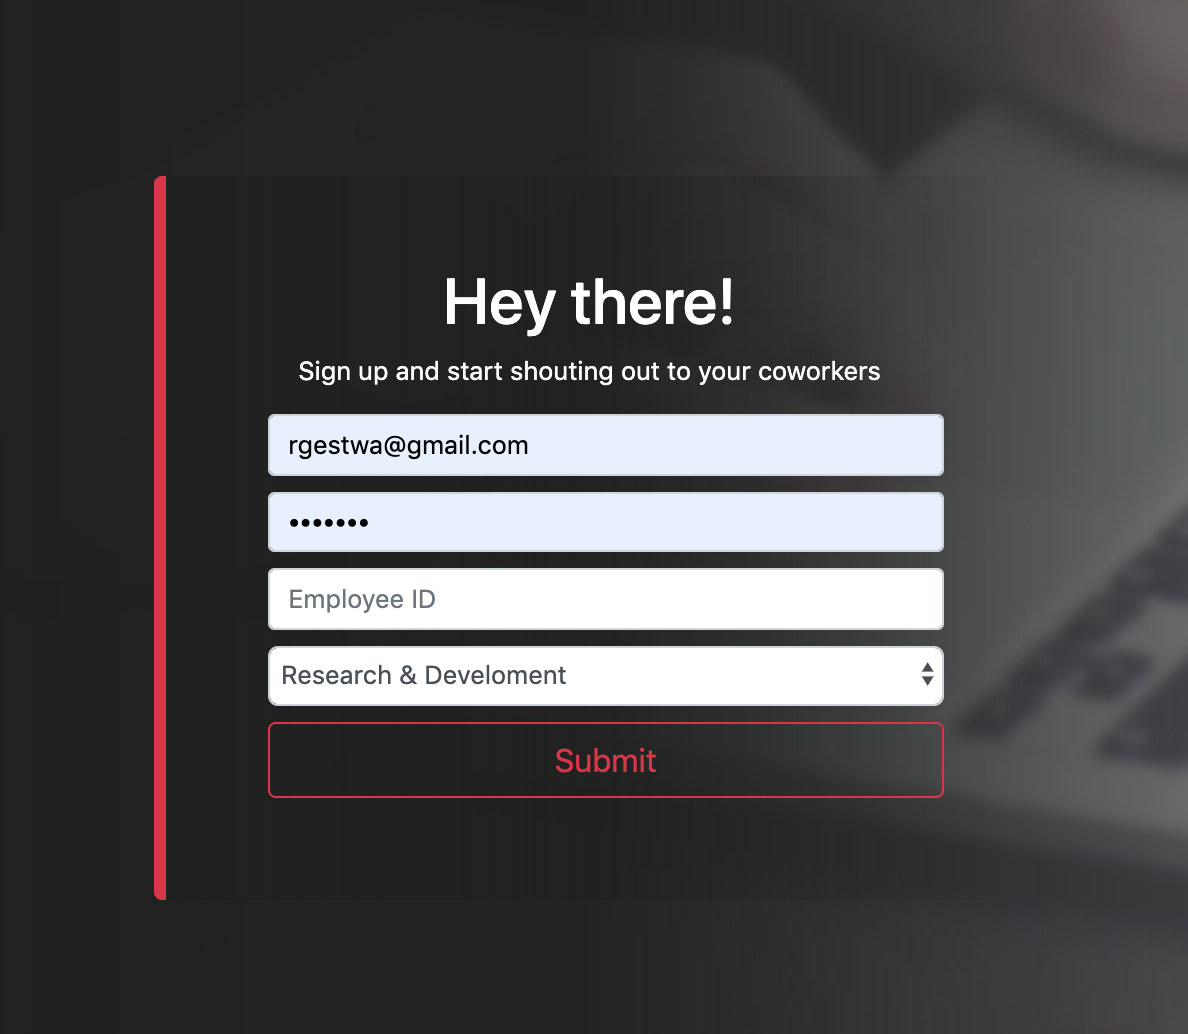 Hey there!
Sign up and start shouting out to your coworkers
rgestwa@gmail.com
•••••••
Employee ID
Research & Develoment
Submit